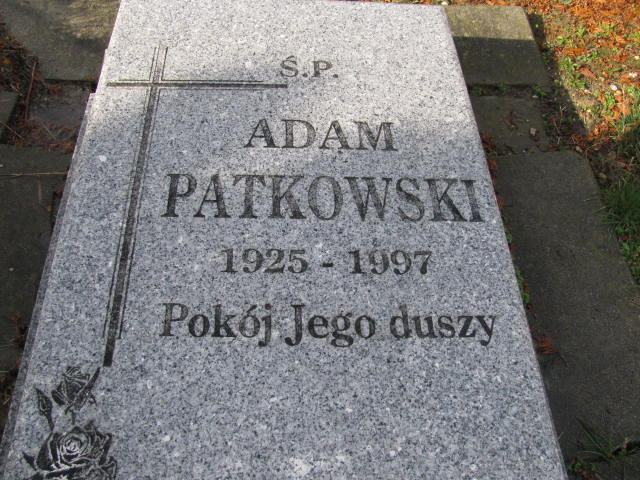 Ś.P.
ADAM
PATKOWSKI
1925 - 1997
Pokój Jego duszy